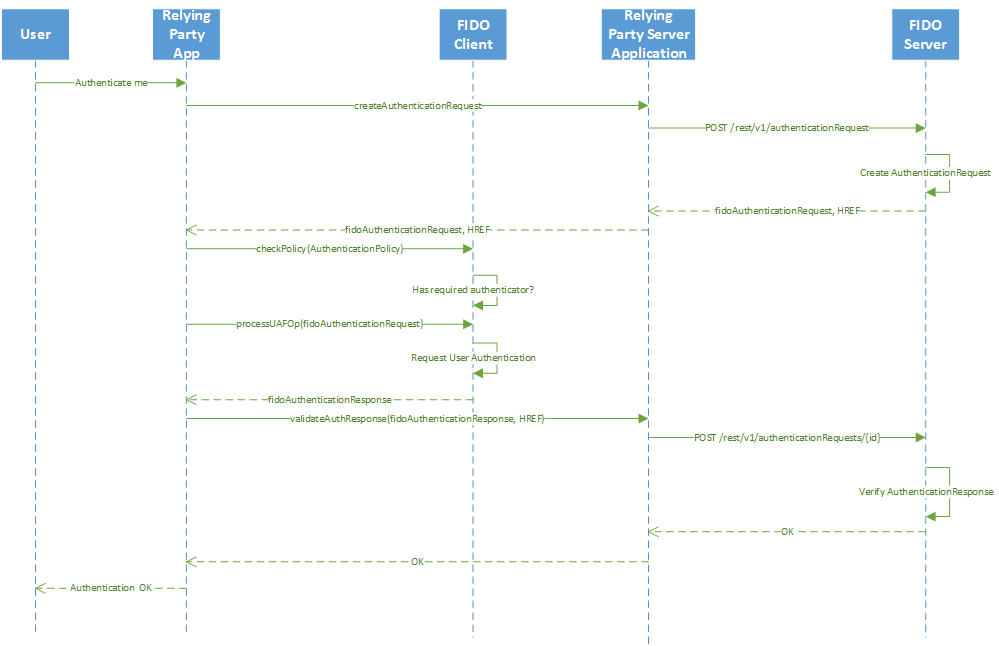 User
Relying
Party
App
FIDO
Client
Relying
Party Server
Application
FIDO
Server
Authenticate me
createAuthenticationRequest
POST /rest/v1/authenticationRequest
Create AuthenticationRequest
fidoAuthenticationRequest, HREF
fidoAuthenticationRequest, HREF
checkPolicy(AuthenticationPolicy)
Has required authenticator?
processUAFOp(fidoAuthenticationRequest)
Request User Authentication
fidoAuthenticationResponse
validateAuthResponse(fidoAuthenticationResponse, HREF)
POST /rest/v1/authenticationRequests/{id}
Verify AuthenticationResponse
OK
OK
Authentication OK